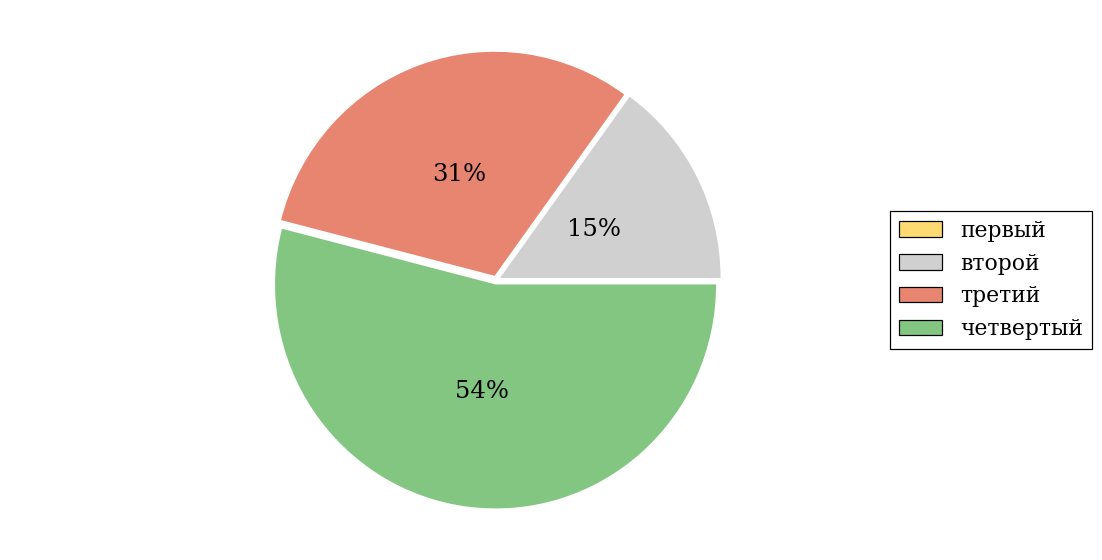 31%
15%
54%
первый
второй
третий
четвертый